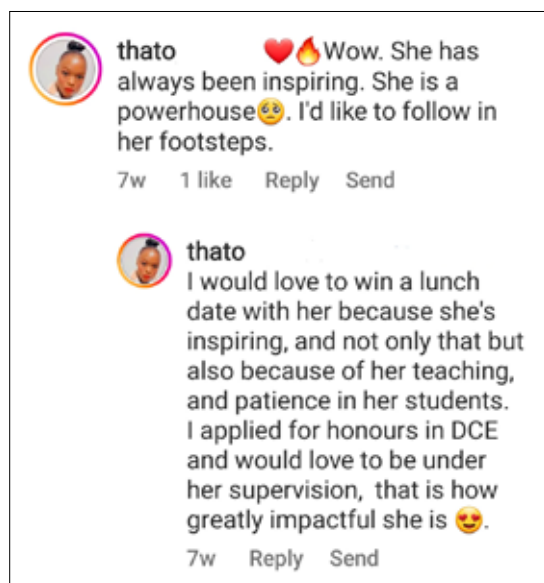 thato ❤️🔥Wow. She has
always been inspiring. She is a
powerhouse🥺. I'd like to follow in
her footsteps.
7w 1 like Reply Send
thato
I would love to win a lunch
date with her because she's
inspiring, and not only that but
also because of her teaching,
and patience in her students.
I applied for honours in DCE
and would love to be under
her supervision, that is how
greatly impactful she is 😍.
7w Reply Send